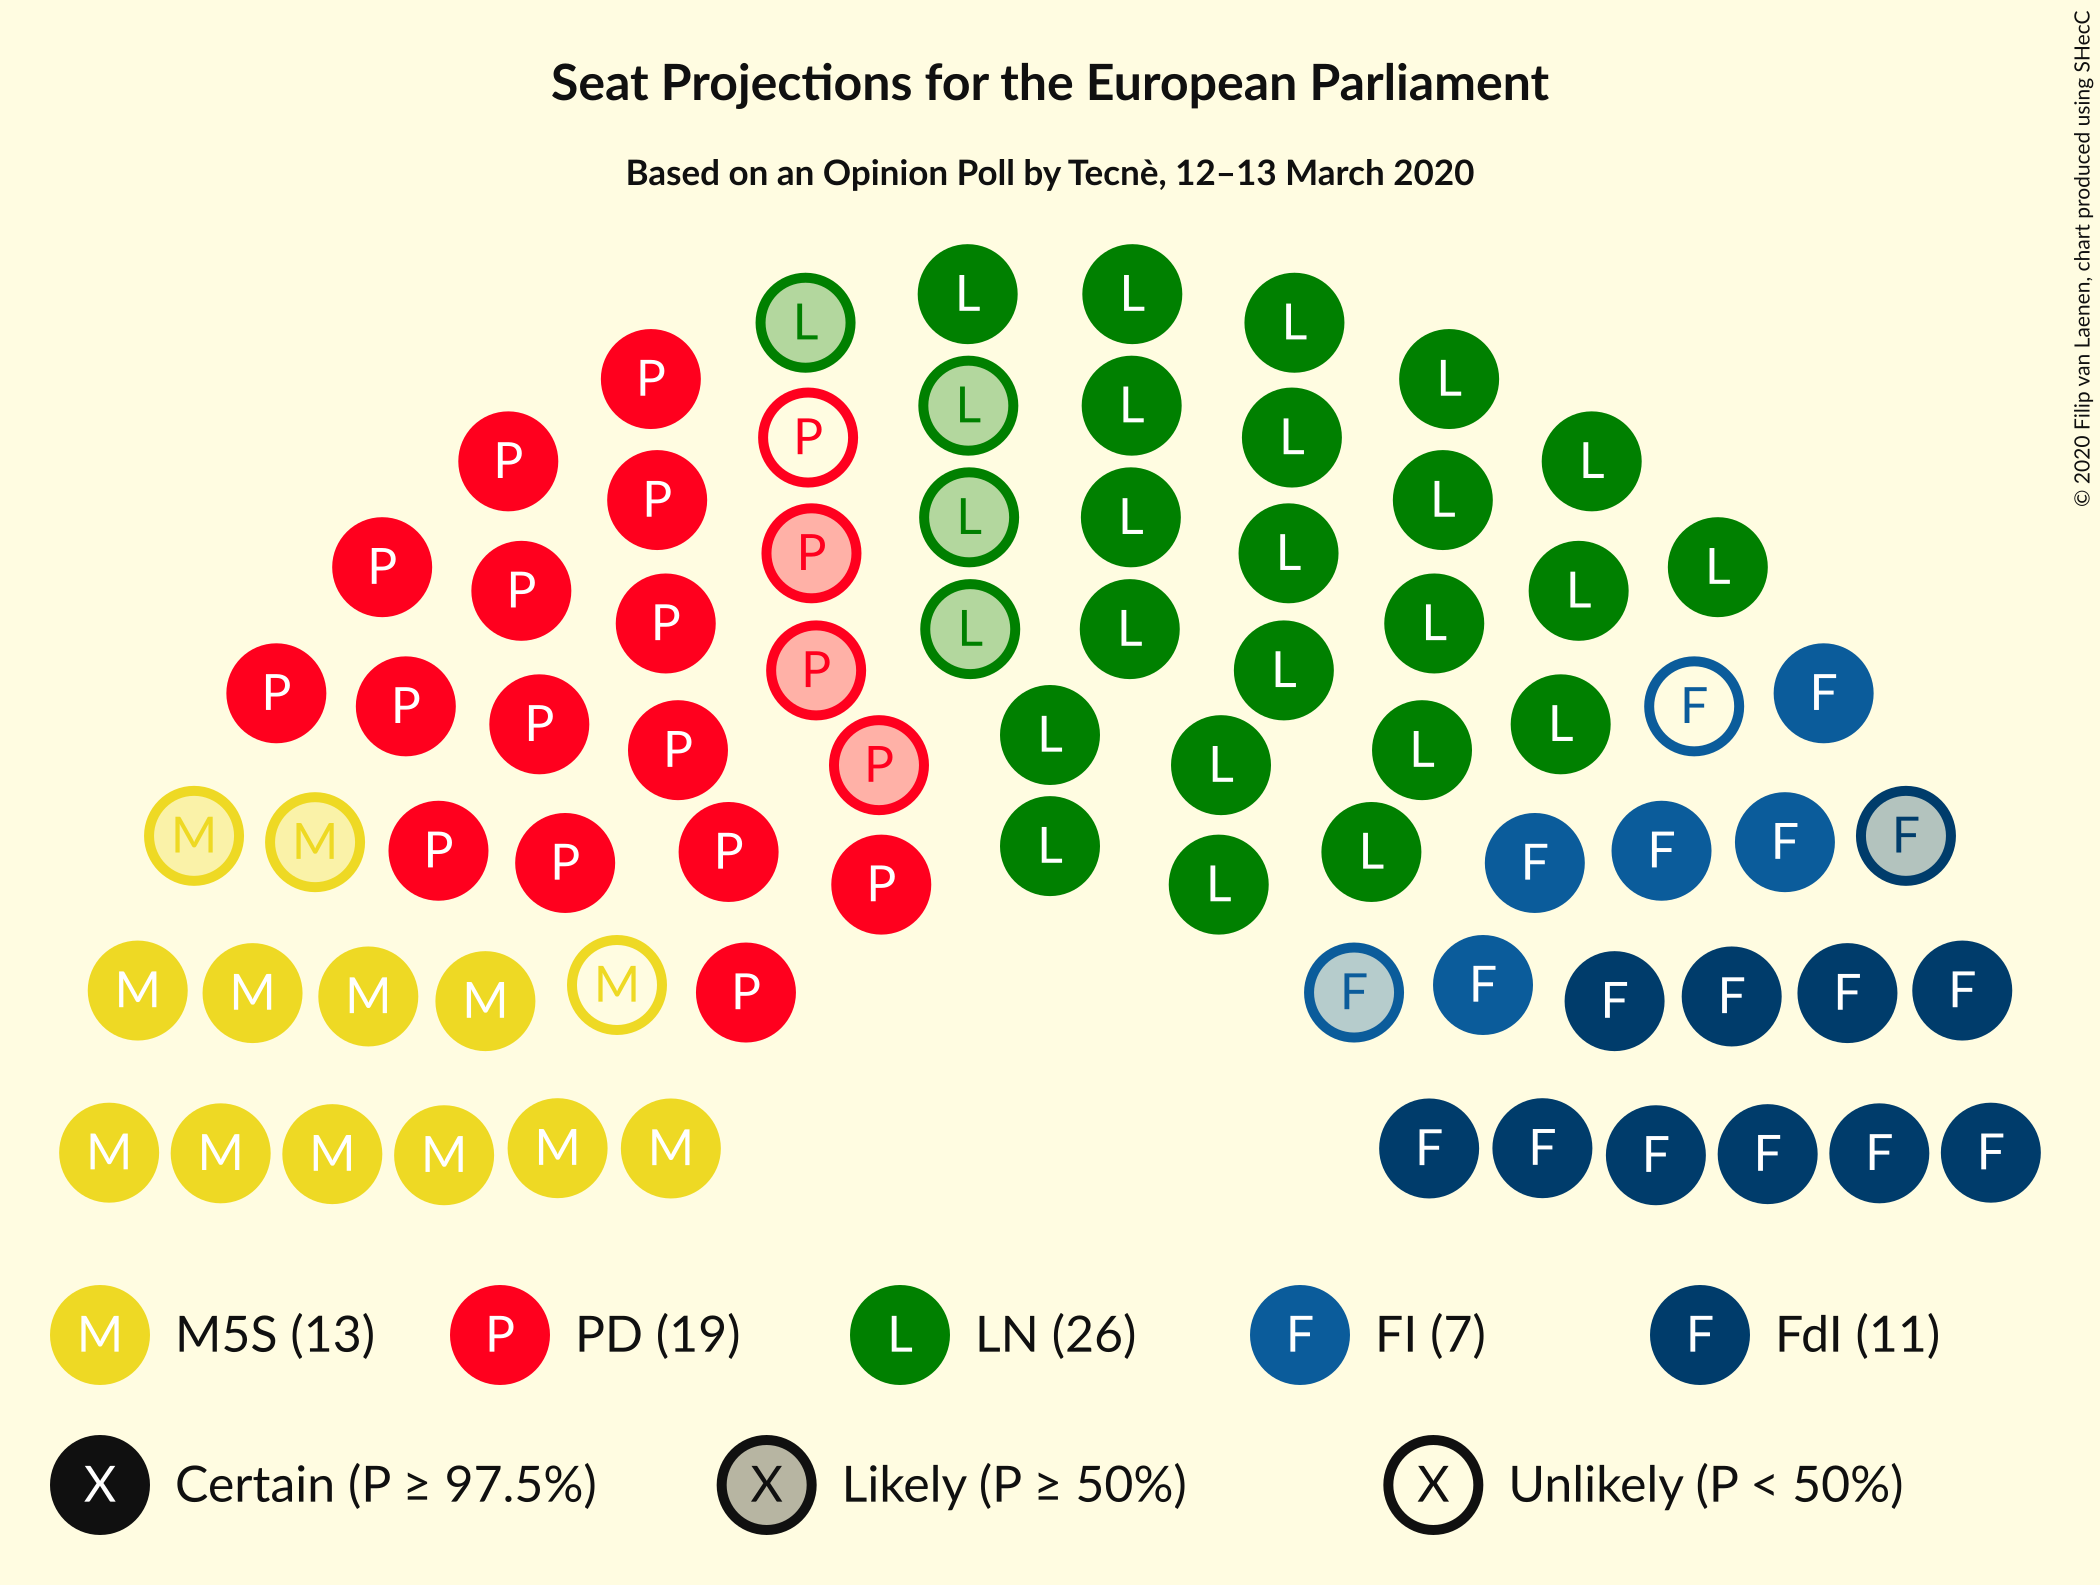 Seat Projections for the European Parliament
Based on an Opinion Poll by Tecnè, 12–13 March 2020
© 2020 Filip van Laenen, chart produced using SHecC
L L L L
P L L P
P L L L L
P P L L
P L L L L
P P L L
P L L L L
P P L L
P P P P L L F F
P L L
M M P P P P L L L F F F F
M M M M M P F F F F F F
M M M M M M F F F F F F
M M5S (13) P PD (19) L LN (26) F FI (7) F FdI (11)
X Certain (P ≥ 97.5%) X Likely (P ≥ 50%) X Unlikely (P < 50%)